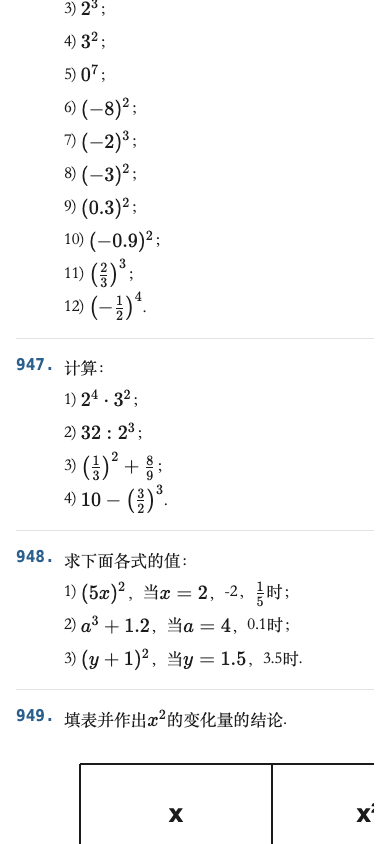 3) 2³;
4) 3²;
5) 0⁷;
6) (−8)²;
7) (−2)³;
8) (−3)²;
9) (0.3)²;
10) (−0.9)²;
11) (2/3)³;
12) (−1/2)⁴.
947. 计算:
1) 2⁴ · 3²;
2) 32 : 2³;
3) (1/3)² + 8/9;
4) 10 − (3/2)³.
948. 求下面各式的值:
1) (5x)², 当x = 2, -2, 1/5时;
2) a³ + 1.2, 当a = 4, 0.1时;
3) (y + 1)², 当y = 1.5, 3.5时.
949. 填表并作出x²的变化量的结论.
x x²